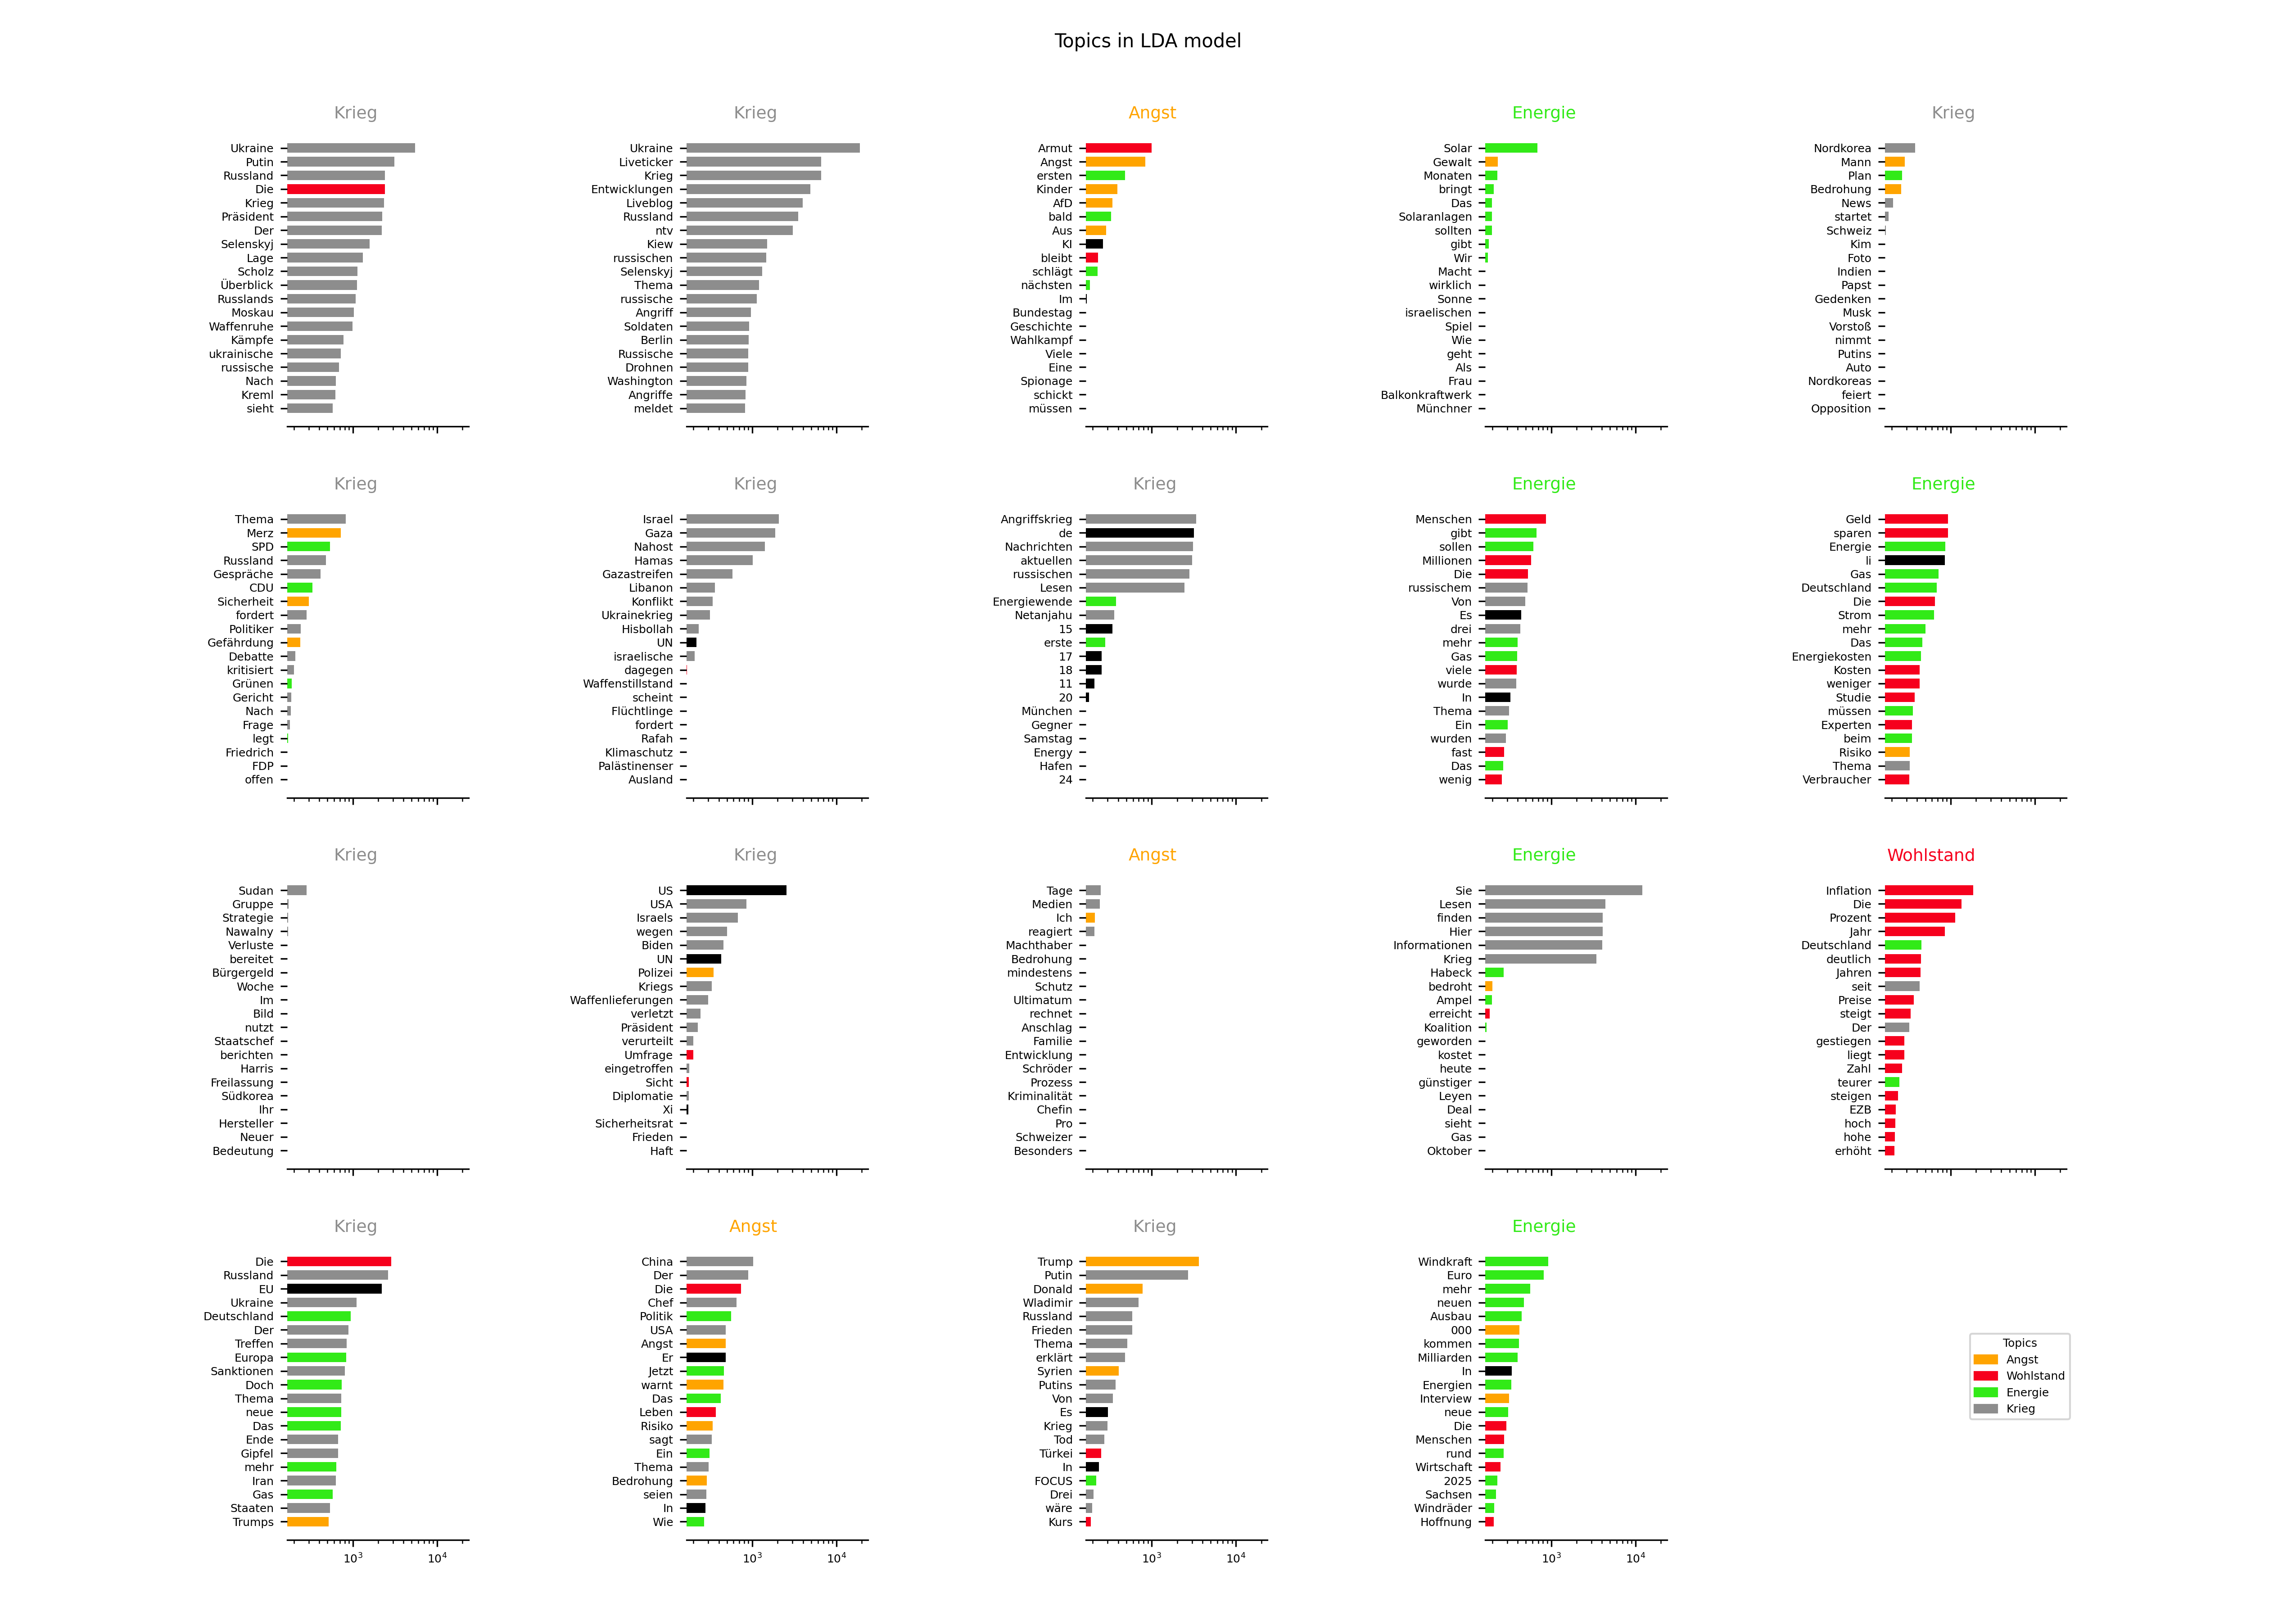 Topics in LDA model
Krieg
Ukraine
Putin
Russland
Die
Krieg
Präsident
Der
Selenskyj
Lage
Scholz
Überblick
Russlands
Moskau
Waffenruhe
Kämpfe
ukrainische
russische
Nach
Kreml
sieht
Krieg
Ukraine
Liveticker
Krieg
Entwicklungen
Liveblog
Russland
ntv
Kiew
russischen
Selenskyj
Thema
russische
Angriff
Soldaten
Berlin
Russische
Drohnen
Washington
Angriffe
meldet
Angst
Armut
Angst
ersten
Kinder
AfD
bald
Aus
KI
bleibt
schlägt
nächsten
Im
Bundestag
Geschichte
Wahlkampf
Viele
Eine
Spionage
schickt
müssen
Energie
Solar
Gewalt
Monaten
bringt
Das
Solaranlagen
sollten
gibt
Wir
Macht
wirklich
Sonne
israelischen
Spiel
Wie
geht
Als
Frau
Balkonkraftwerk
Münchner
Krieg
Nordkorea
Mann
Plan
Bedrohung
News
startet
Schweiz
Kim
Foto
Indien
Papst
Gedenken
Musk
Vorstoß
nimmt
Putins
Auto
Nordkoreas
feiert
Opposition
Krieg
Thema
Merz
SPD
Russland
Gespräche
CDU
Sicherheit
fordert
Politiker
Gefährdung
Debatte
kritisiert
Grünen
Gericht
Nach
Frage
legt
Friedrich
FDP
offen
Krieg
Israel
Gaza
Nahost
Hamas
Gazastreifen
Libanon
Konflikt
Ukrainekrieg
Hisbollah
UN
israelische
dagegen
Waffenstillstand
scheint
Flüchtlinge
fordert
Rafah
Klimaschutz
Palästinenser
Ausland
Krieg
Angriffskrieg
de
Nachrichten
aktuellen
russischen
Lesen
Energiewende
Netanjahu
15
erste
17
18
11
20
München
Gegner
Samstag
Energy
Hafen
24
Energie
Menschen
gibt
sollen
Millionen
Die
russischem
Von
Es
drei
mehr
Gas
viele
wurde
In
Thema
Ein
wurden
fast
Das
wenig
Energie
Geld
sparen
Energie
li
Gas
Deutschland
Die
Strom
mehr
Das
Energiekosten
Kosten
weniger
Studie
müssen
Experten
beim
Risiko
Thema
Verbraucher
Krieg
Sudan
Gruppe
Strategie
Nawalny
Verluste
bereitet
Bürgergeld
Woche
Im
Bild
nutzt
Staatschef
berichten
Harris
Freilassung
Südkorea
Ihr
Hersteller
Neuer
Bedeutung
Krieg
US
USA
Israels
wegen
Biden
UN
Polizei
Kriegs
Waffenlieferungen
verletzt
Präsident
verurteilt
Umfrage
eingetroffen
Sicht
Diplomatie
Xi
Sicherheitsrat
Frieden
Haft
Angst
Tage
Medien
Ich
reagiert
Machthaber
Bedrohung
mindestens
Schutz
Ultimatum
rechnet
Anschlag
Familie
Entwicklung
Schröder
Prozess
Kriminalität
Chefin
Pro
Schweizer
Besonders
Energie
Sie
Lesen
finden
Hier
Informationen
Krieg
Habeck
bedroht
Ampel
erreicht
Koalition
geworden
kostet
heute
günstiger
Leyen
Deal
sieht
Gas
Oktober
Wohlstand
Inflation
Die
Prozent
Jahr
Deutschland
deutlich
Jahren
seit
Preise
steigt
Der
gestiegen
liegt
Zahl
teurer
steigen
EZB
hoch
hohe
erhöht
Krieg
Die
Russland
EU
Ukraine
Deutschland
Der
Treffen
Europa
Sanktionen
Doch
Thema
neue
Das
Ende
Gipfel
mehr
Iran
Gas
Staaten
Trumps
10³ 10⁴
Angst
China
Der
Die
Chef
Politik
USA
Angst
Er
Jetzt
warnt
Das
Leben
Risiko
sagt
Ein
Thema
Bedrohung
seien
In
Wie
10³ 10⁴
Krieg
Trump
Putin
Donald
Wladimir
Russland
Frieden
Thema
erklärt
Syrien
Putins
Von
Es
Krieg
Tod
Türkei
In
FOCUS
Drei
wäre
Kurs
10³ 10⁴
Energie
Windkraft
Euro
mehr
neuen
Ausbau
000
kommen
Milliarden
In
Energien
Interview
neue
Die
Menschen
rund
Wirtschaft
2025
Sachsen
Windräder
Hoffnung
10³ 10⁴
Topics
Angst
Wohlstand
Energie
Krieg